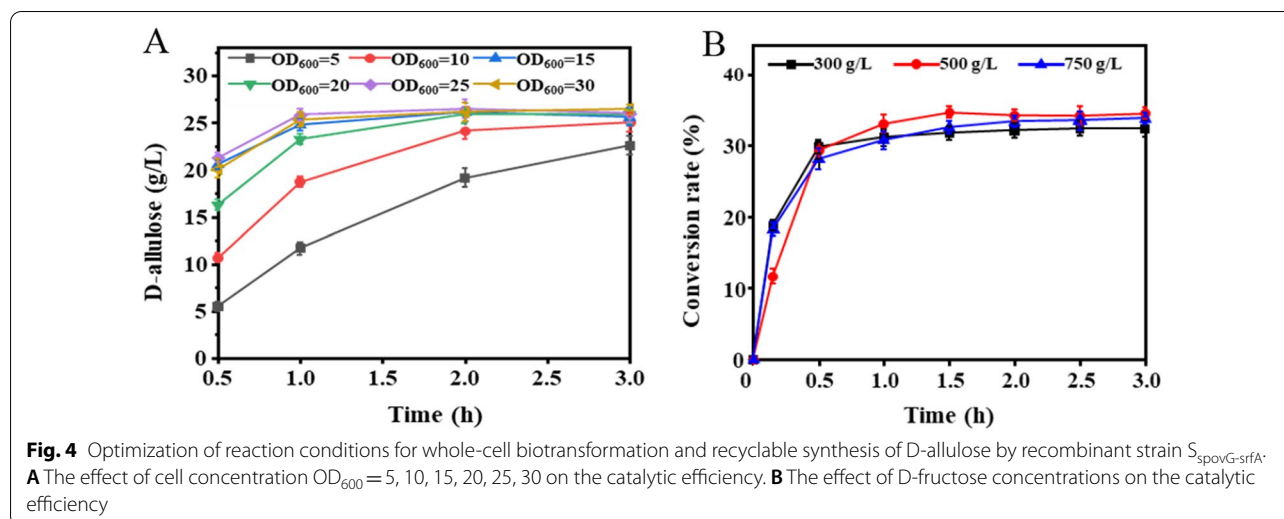 A
OD600=5 OD600=10 OD600=15
OD600=20 OD600=25 OD600=30
30
25
20
15
10
5
0
D-allulose (g/L)
0.5 1.0 1.5 2.0 2.5 3.0
Time (h)
B
300 g/L 500 g/L 750 g/L
40
30
20
10
0
Conversion rate (%)
0 0.5 1.0 1.5 2.0 2.5 3.0
Time (h)
Fig. 4 Optimization of reaction conditions for whole-cell biotransformation and recyclable synthesis of D-allulose by recombinant strain SspovG-srfA.
A The effect of cell concentration OD600 = 5, 10, 15, 20, 25, 30 on the catalytic efficiency. B The effect of D-fructose concentrations on the catalytic
efficiency